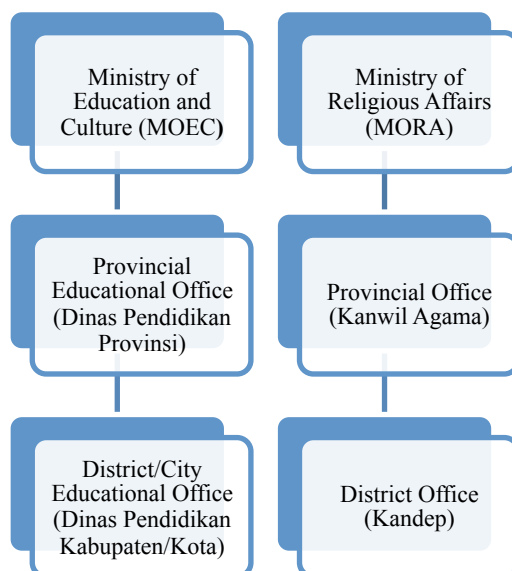 Ministry of
Education and
Culture (MOEC)
Ministry of
Religious Affairs
(MORA)
Provincial
Educational Office
(Dinas Pendidikan
Provinsi)
Provincial Office
(Kanwil Agama)
District/City
Educational Office
(Dinas Pendidikan
Kabupaten/Kota)
District Office
(Kandep)